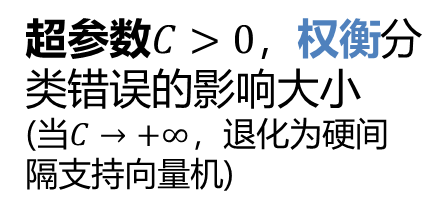 超参数C > 0，权衡分
类错误的影响大小
(当C → +∞，退化为硬间
隔支持向量机)